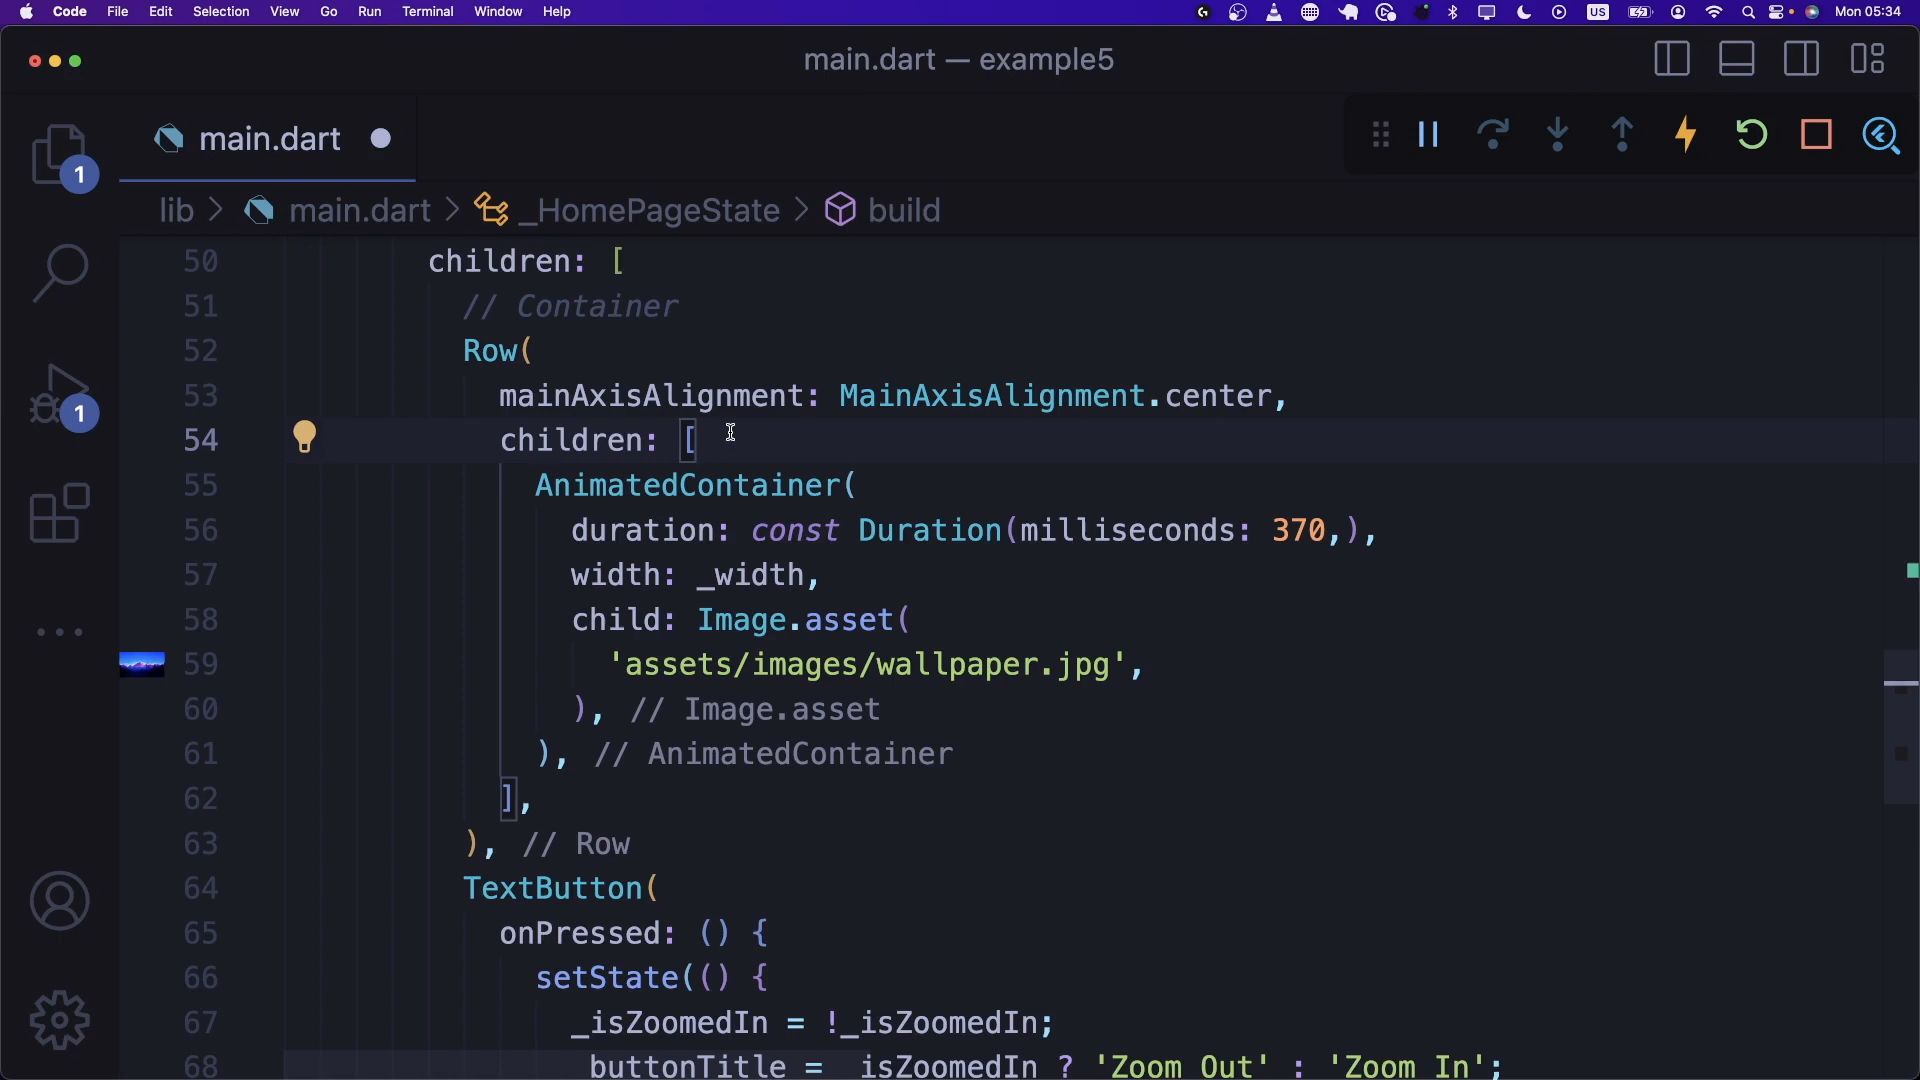 Code File Edit Selection View Go Run Terminal Window Help US Mon 05:34
main.dart — example5
main.dart
1
lib > main.dart > _HomePageState > build
50 children: [
51 // Container
52 Row(
53 mainAxisAlignment: MainAxisAlignment.center,
54 children: [
1
55 AnimatedContainer(
56 duration: const Duration(milliseconds: 370,),
57 width: _width,
58 child: Image.asset(
59 'assets/images/wallpaper.jpg',
60 ), // Image.asset
61 ), // AnimatedContainer
62 ],
63 ), // Row
64 TextButton(
65 onPressed: () {
66 setState(() {
67 _isZoomedIn = !_isZoomedIn;
68 _buttonTitle = _isZoomedIn ? 'Zoom Out' : 'Zoom In';